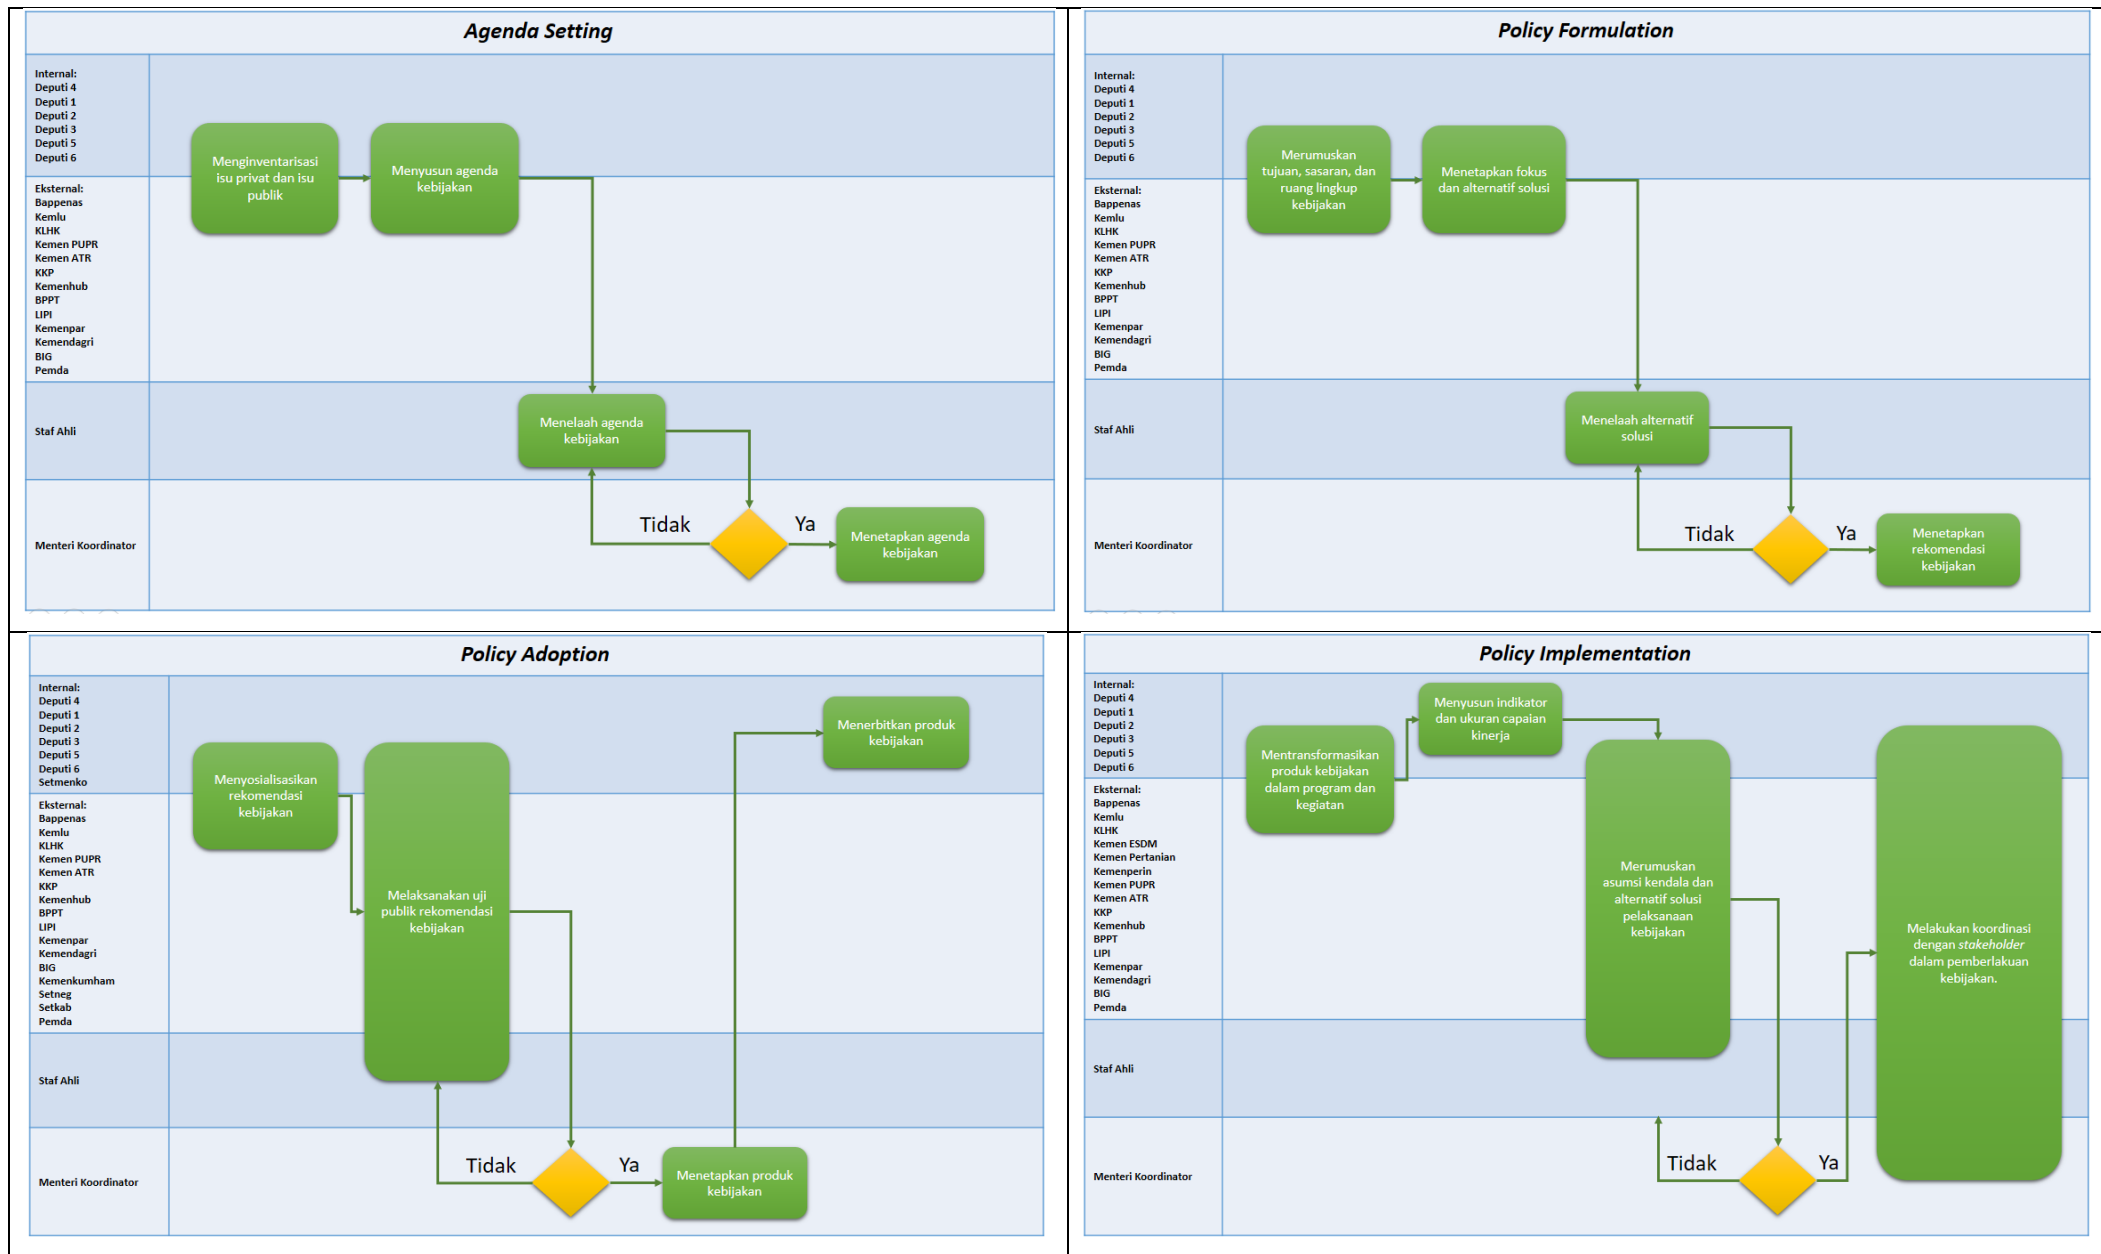 Agenda Setting
Internal:
Deputi 4
Deputi 1
Deputi 2
Deputi 3
Deputi 5
Deputi 6
Eksternal:
Bappenas
Kemlu
KLHK
Kemen PUPR
Kemen ATR
KKP
Kemenhub
BPPT
LIPI
Kemenpar
Kemendagri
BIG
Pemda
Staf Ahli
Menteri Koordinator
Menginventarisasi
isu privat dan isu
publik
Menyusun agenda
kebijakan
Menelaah agenda
kebijakan
Tidak
Ya
Menetapkan agenda
kebijakan
Policy Formulation
Internal:
Deputi 4
Deputi 1
Deputi 2
Deputi 3
Deputi 5
Deputi 6
Eksternal:
Bappenas
Kemlu
KLHK
Kemen PUPR
Kemen ATR
KKP
Kemenhub
BPPT
LIPI
Kemenpar
Kemendagri
BIG
Pemda
Staf Ahli
Menteri Koordinator
Merumuskan
tujuan, sasaran, dan
ruang lingkup
kebijakan
Menetapkan fokus
dan alternatif solusi
Menelaah alternatif
solusi
Tidak
Ya
Menetapkan
rekomendasi
kebijakan
Policy Adoption
Internal:
Deputi 4
Deputi 1
Deputi 2
Deputi 3
Deputi 5
Deputi 6
Setmenko
Eksternal:
Bappenas
Kemlu
KLHK
Kemen PUPR
Kemen ATR
KKP
Kemenhub
BPPT
LIPI
Kemenpar
Kemendagri
BIG
Kemenkumham
Setneg
Setkab
Pemda
Staf Ahli
Menteri Koordinator
Menyosialisasikan
rekomendasi
kebijakan
Melaksanakan uji
publik rekomendasi
kebijakan
Tidak
Ya
Menetapkan produk
kebijakan
Menerbitkan produk
kebijakan
Policy Implementation
Internal:
Deputi 4
Deputi 1
Deputi 2
Deputi 3
Deputi 5
Deputi 6
Eksternal:
Bappenas
Kemlu
KLHK
Kemen ESDM
Kemen Pertanian
Kemenperin
Kemen PUPR
Kemen ATR
KKP
Kemenhub
BPPT
LIPI
Kemenpar
Kemendagri
BIG
Pemda
Staf Ahli
Menteri Koordinator
Mentransformasikan
produk kebijakan
dalam program dan
kegiatan
Menyusun indikator
dan ukuran capaian
kinerja
Merumuskan
asumsi kendala dan
alternatif solusi
pelaksanaan
kebijakan
Tidak
Ya
Melakukan koordinasi
dengan stakeholder
dalam pemberlakuan
kebijakan.